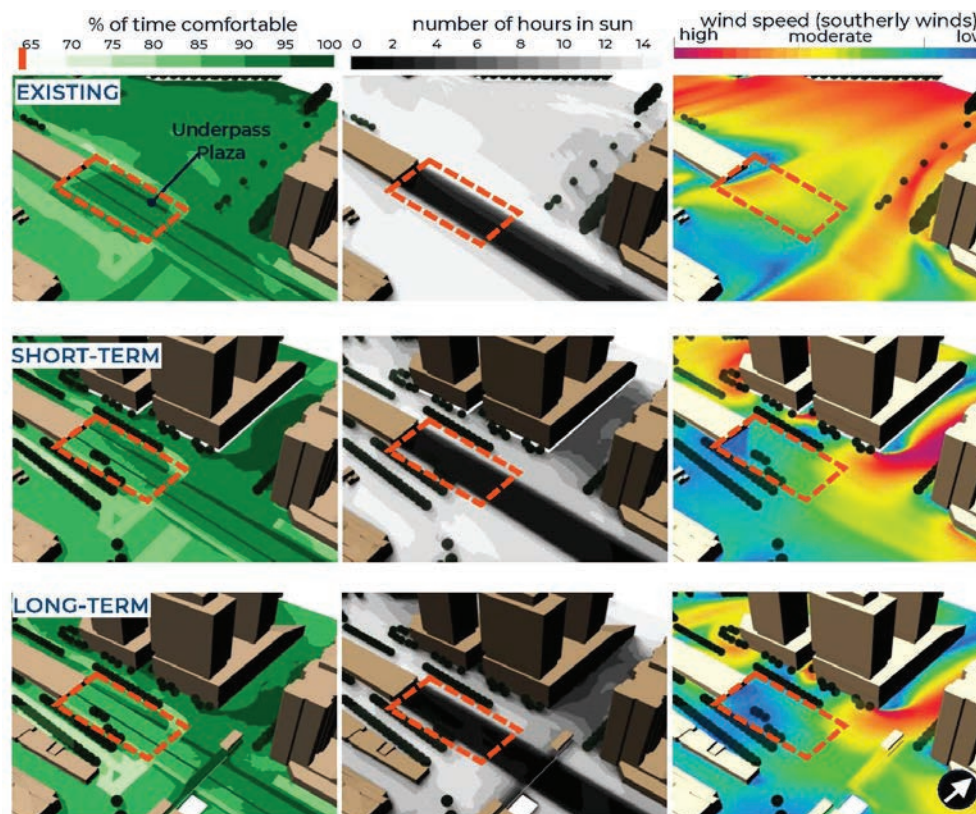 % of time comfortable
65 70 75 80 85 90 95 100
number of hours in sun
0 2 4 6 8 10 12 14
wind speed (southerly winds)
high moderate low
EXISTING
Underpass
Plaza
SHORT-TERM
LONG-TERM